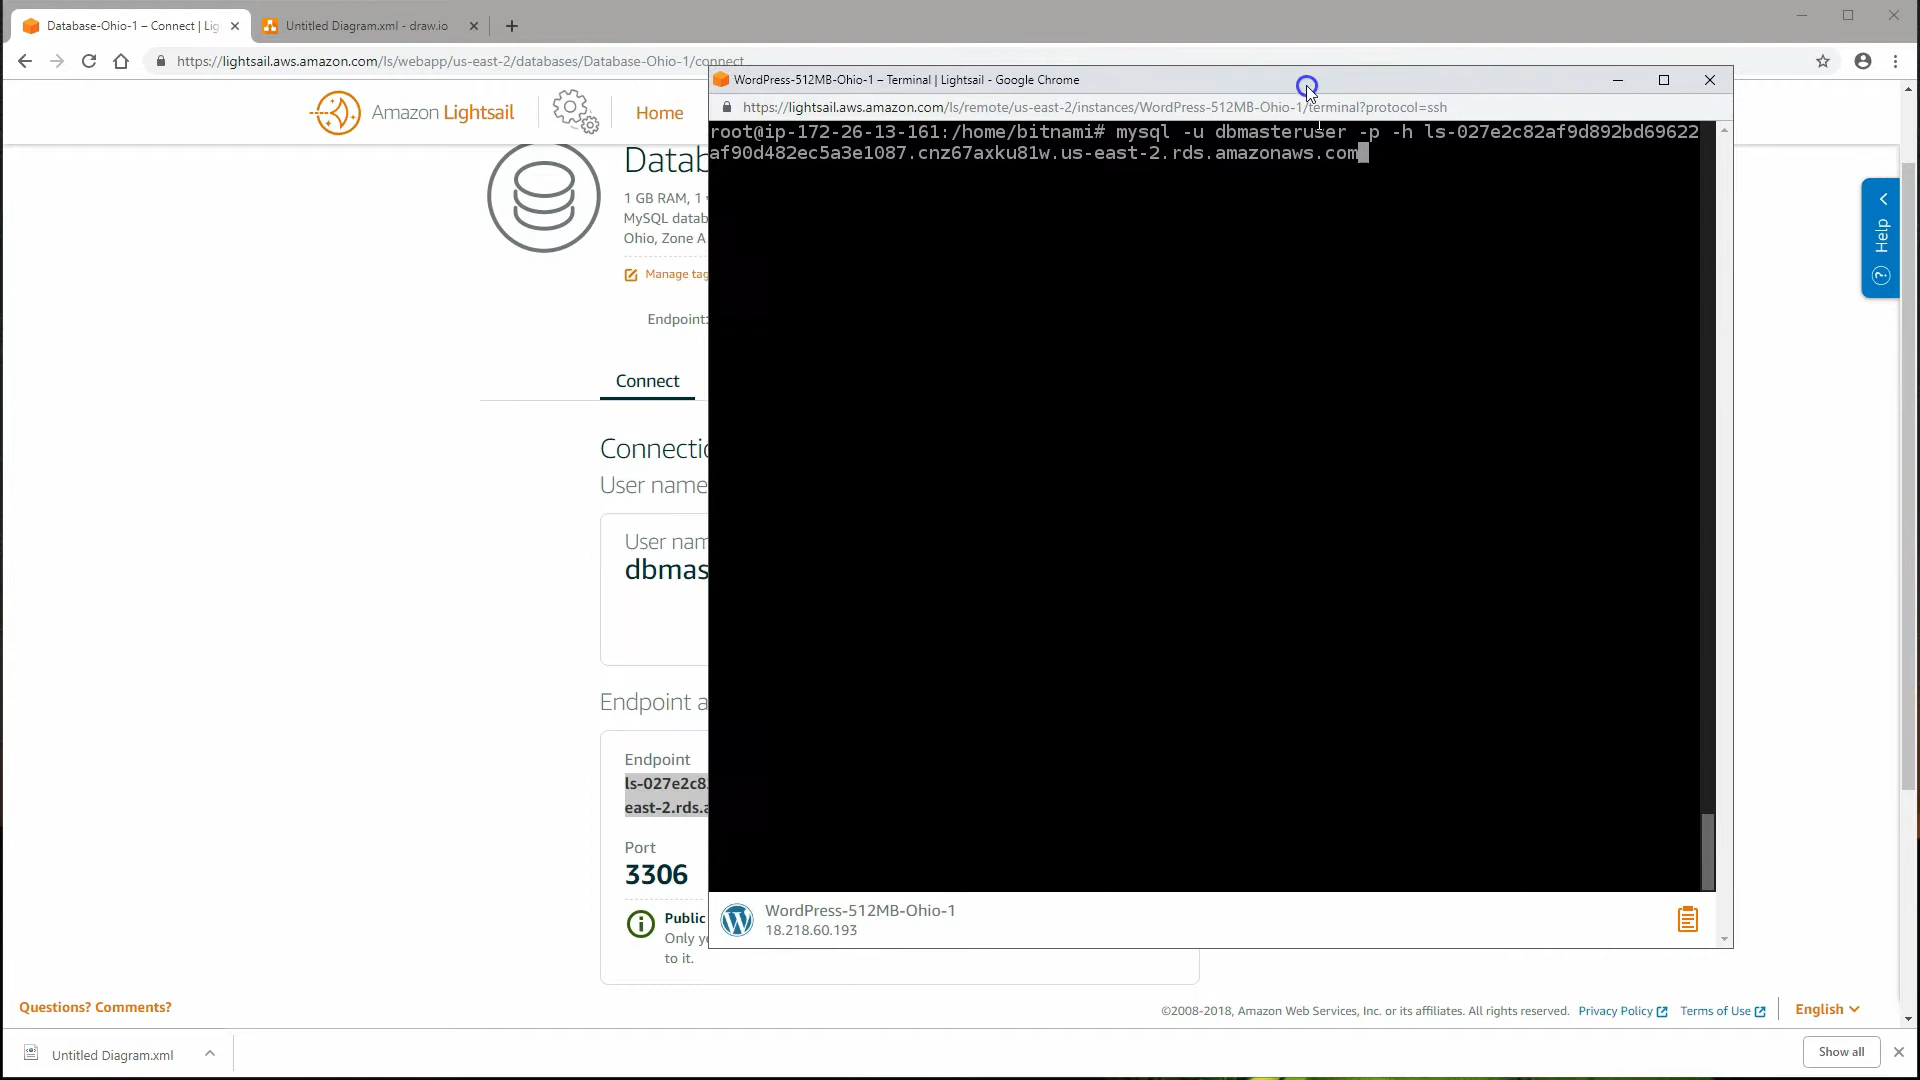 Database-Ohio-1 – Connect | Lig
Untitled Diagram.xml - draw.io
https://lightsail.aws.amazon.com/ls/webapp/us-east-2/databases/Database-Ohio-1/connect
WordPress-512MB-Ohio-1 – Terminal | Lightsail - Google Chrome
https://lightsail.aws.amazon.com/ls/remote/us-east-2/instances/WordPress-512MB-Ohio-1/terminal?protocol=ssh
Amazon Lightsail
Home
root@ip-172-26-13-161:/home/bitnami# mysql -u dbmasteruser -p -h ls-027e2c82af9d892bd69622
af90d482ec5a3e1087.cnz67axku81w.us-east-2.rds.amazonaws.com
Datab
1 GB RAM, 1
MySQL datab
Ohio, Zone A
Manage tag
Endpoint:
Help
Connect
Connectio
User name
User nam
dbmas
Endpoint a
Endpoint
ls-027e2c8
east-2.rds.a
Port
3306
Public
Only yo
to it.
WordPress-512MB-Ohio-1
18.218.60.193
Questions? Comments?
©2008-2018, Amazon Web Services, Inc. or its affiliates. All rights reserved.
Privacy Policy
Terms of Use
English
Untitled Diagram.xml
Show all